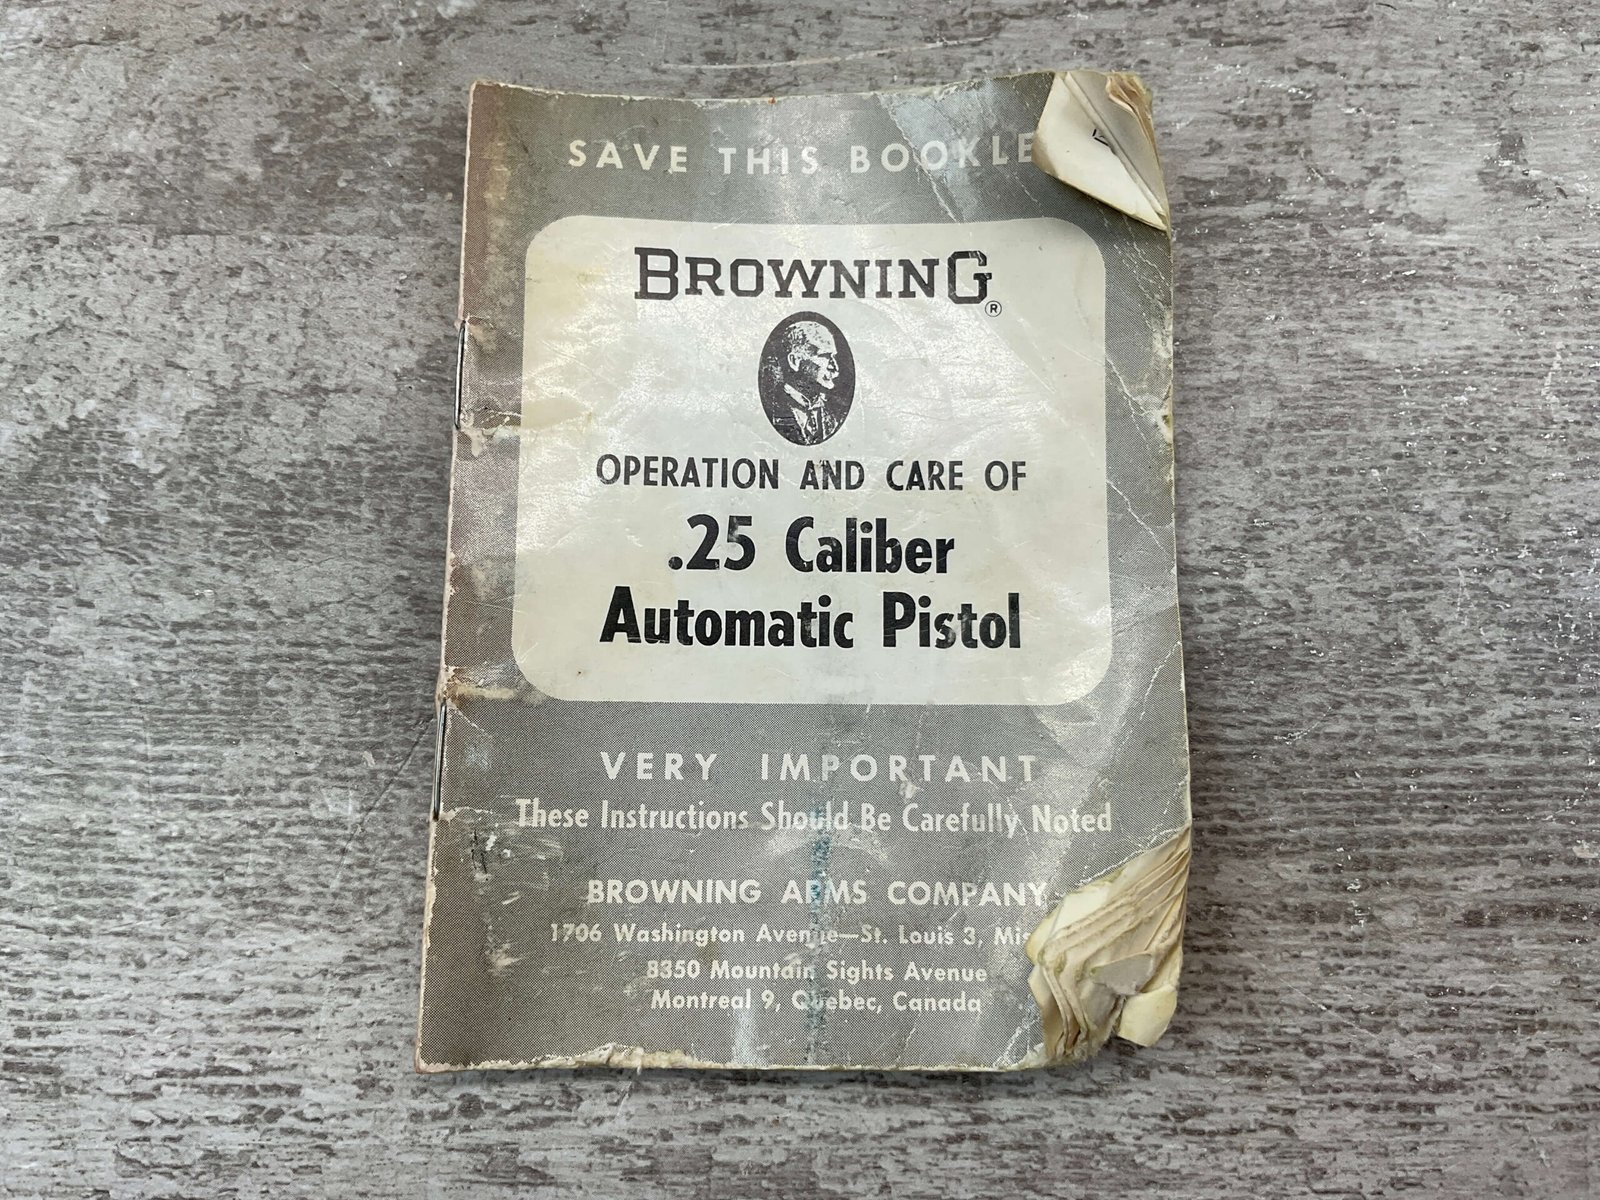 SAVE THIS BOOKLE
BROWNING®
OPERATION AND CARE OF
.25 Caliber
Automatic Pistol
VERY IMPORTANT
These Instructions Should Be Carefully Noted
BROWNING ARMS COMPANY
1706 Washington Avenue—St. Louis 3, Mis
8350 Mountain Sights Avenue
Montreal 9, Quebec, Canada